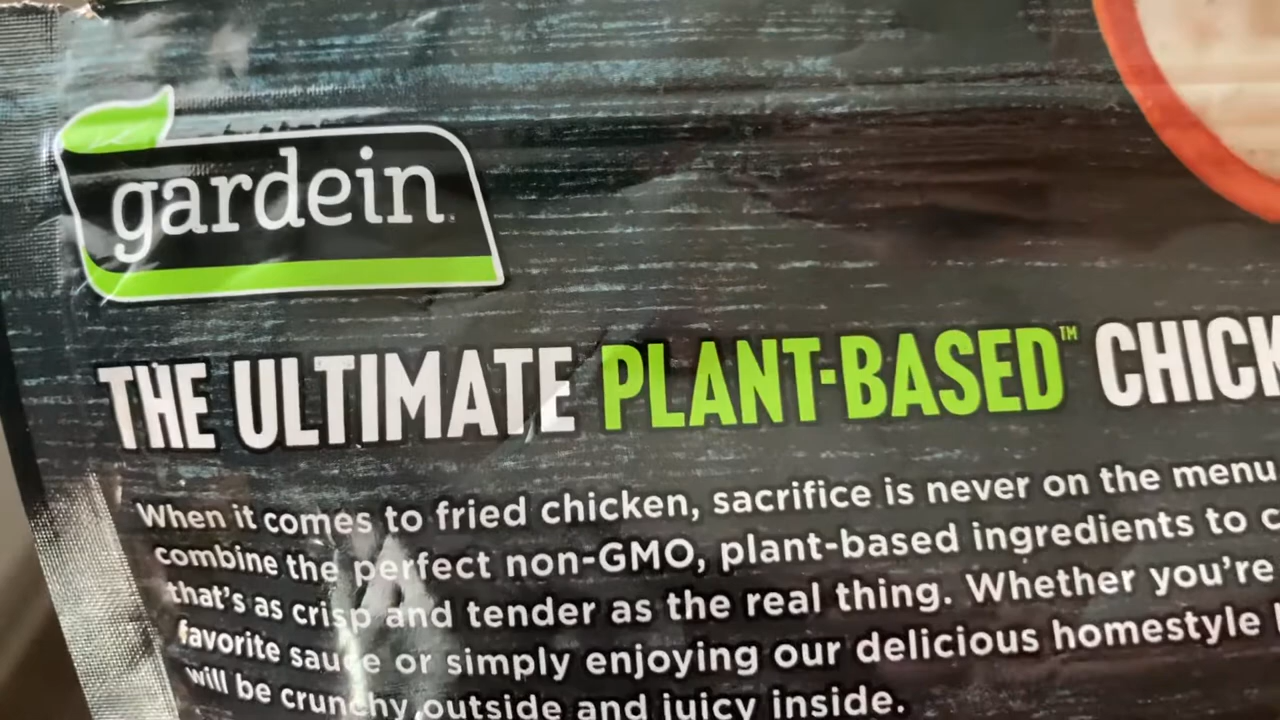 gardein
THE ULTIMATE PLANT-BASED™ CHICK
When it comes to fried chicken, sacrifice is never on the menu
combine the perfect non-GMO, plant-based ingredients to c
that's as crisp and tender as the real thing. Whether you're
favorite sauce or simply enjoying our delicious homestyle
will be crunchy outside and juicy inside.